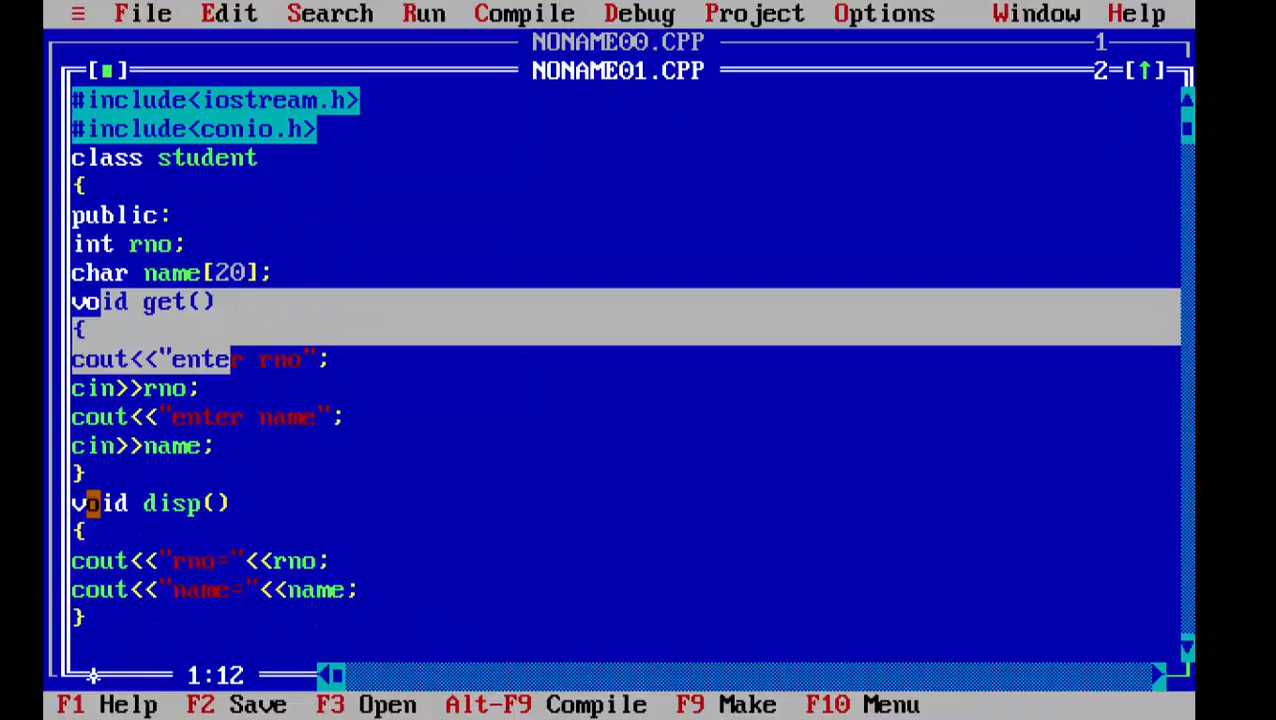 ≡ File Edit Search Run Compile Debug Project Options Window Help
NONAME00.CPP 1
[■] NONAME01.CPP 2=[↑]
#include<iostream.h>
#include<conio.h>
class student
{
public:
int rno;
char name[20];
void get()
{
cout<<"enter rno";
cin>>rno;
cout<<"enter name";
cin>>name;
}
void disp()
{
cout<<"rno="<<rno;
cout<<"name="<<name;
}
1:12
F1 Help F2 Save F3 Open Alt-F9 Compile F9 Make F10 Menu